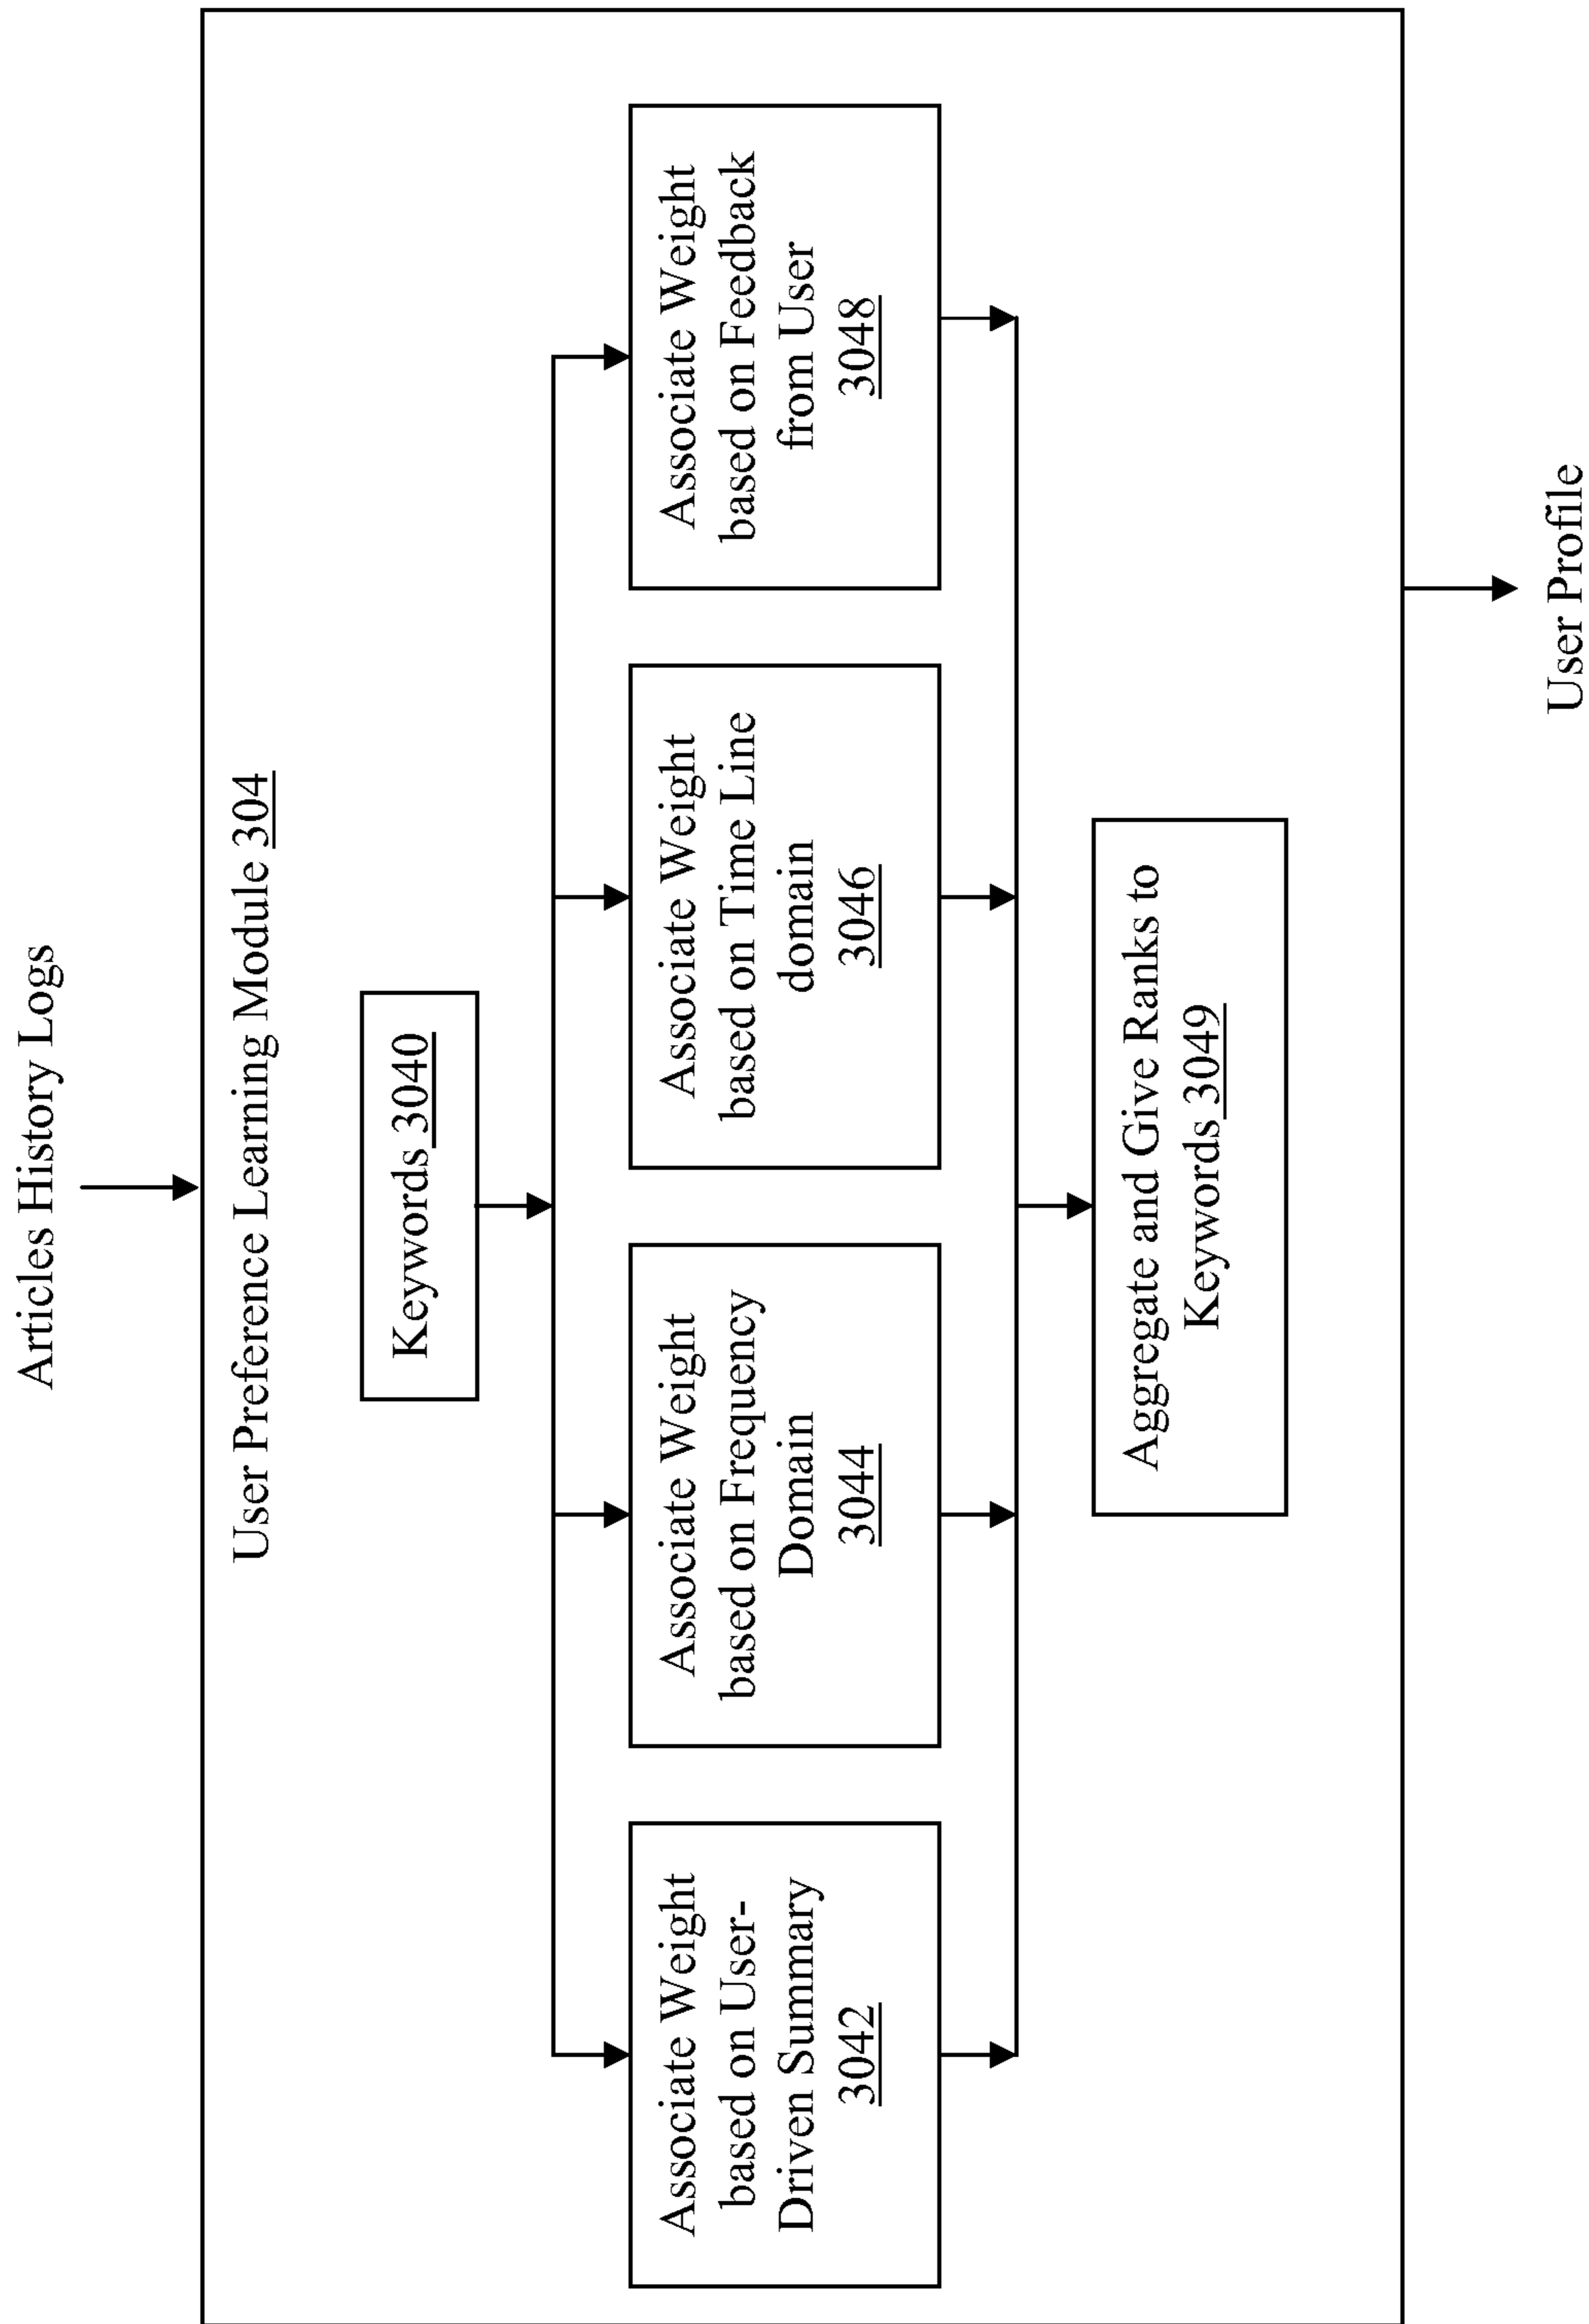 Articles History Logs
User Preference Learning Module 304
Keywords 3040
Associate Weight
based on User-
Driven Summary
3042
Associate Weight
based on Frequency
Domain
3044
Associate Weight
based on Time Line
domain
3046
Associate Weight
based on Feedback
from User
3048
Aggregate and Give Ranks to
Keywords 3049
User Profile